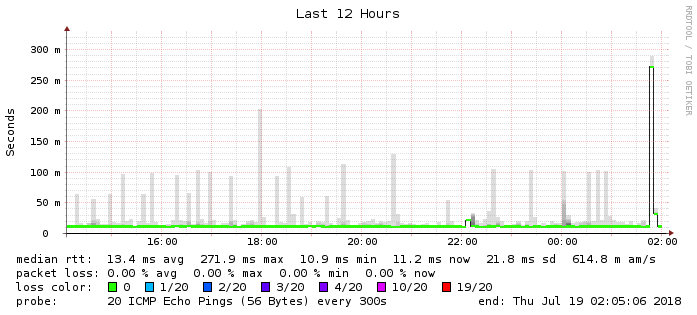 Last 12 Hours
RRDTOOL / TOBI OETIKER
Seconds
300 m
250 m
200 m
150 m
100 m
50 m
0
16:00 18:00 20:00 22:00 00:00 02:00
median rtt: 13.4 ms avg 271.9 ms max 10.9 ms min 11.2 ms now 21.8 ms sd 614.8 m am/s
packet loss: 0.00 % avg 0.00 % max 0.00 % min 0.00 % now
loss color: 0 1/20 2/20 3/20 4/20 10/20 19/20
probe: 20 ICMP Echo Pings (56 Bytes) every 300s end: Thu Jul 19 02:05:06 2018